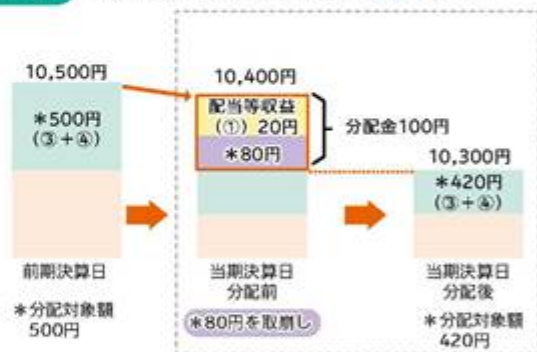 10,500円
*500円
(③+④)
前期決算日
*分配対象額
500円
10,400円
配当等収益
(①) 20円
*80円
分配金100円
当期決算日
分配前
*80円を取崩し
10,300円
*420円
(③+④)
当期決算日
分配後
*分配対象額
420円